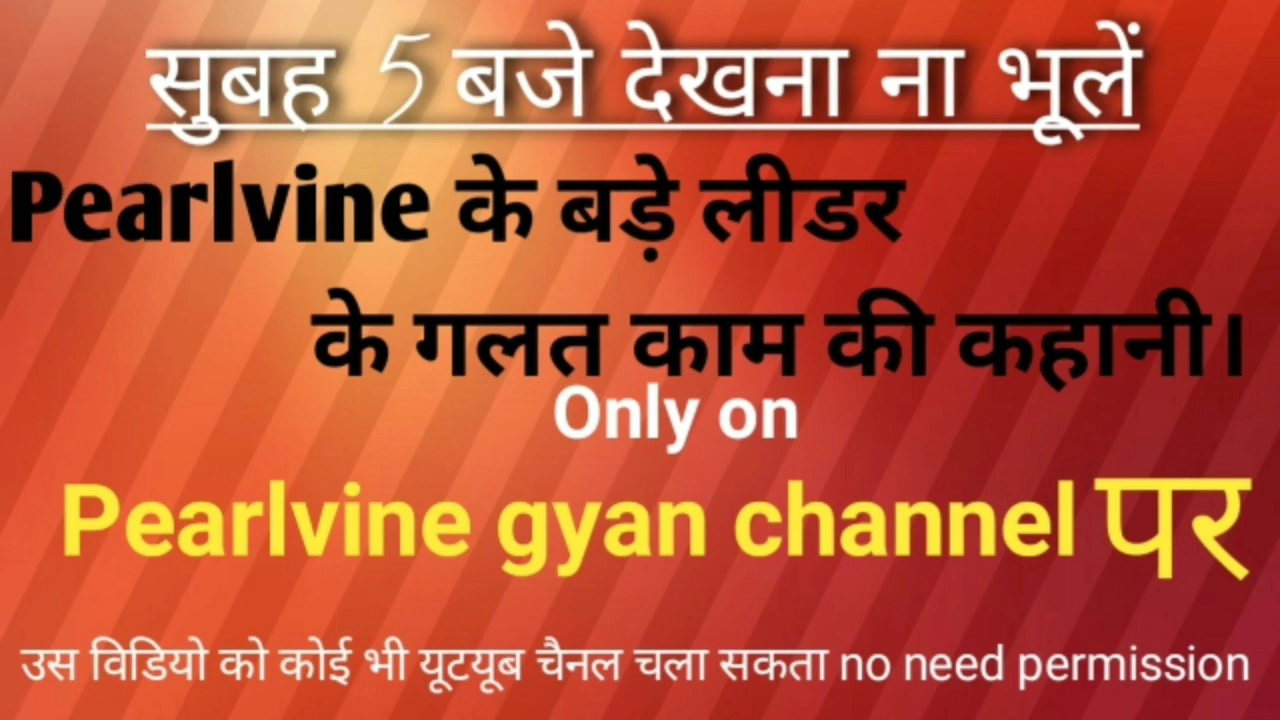 सुबह 5 बजे देखना ना भूलें
Pearlvine के बड़े लीडर
के गलत काम की कहानी।
Only on
Pearlvine gyan channel पर
उस विडियो को कोई भी यूटयूब चैनल चला सकता no need permission